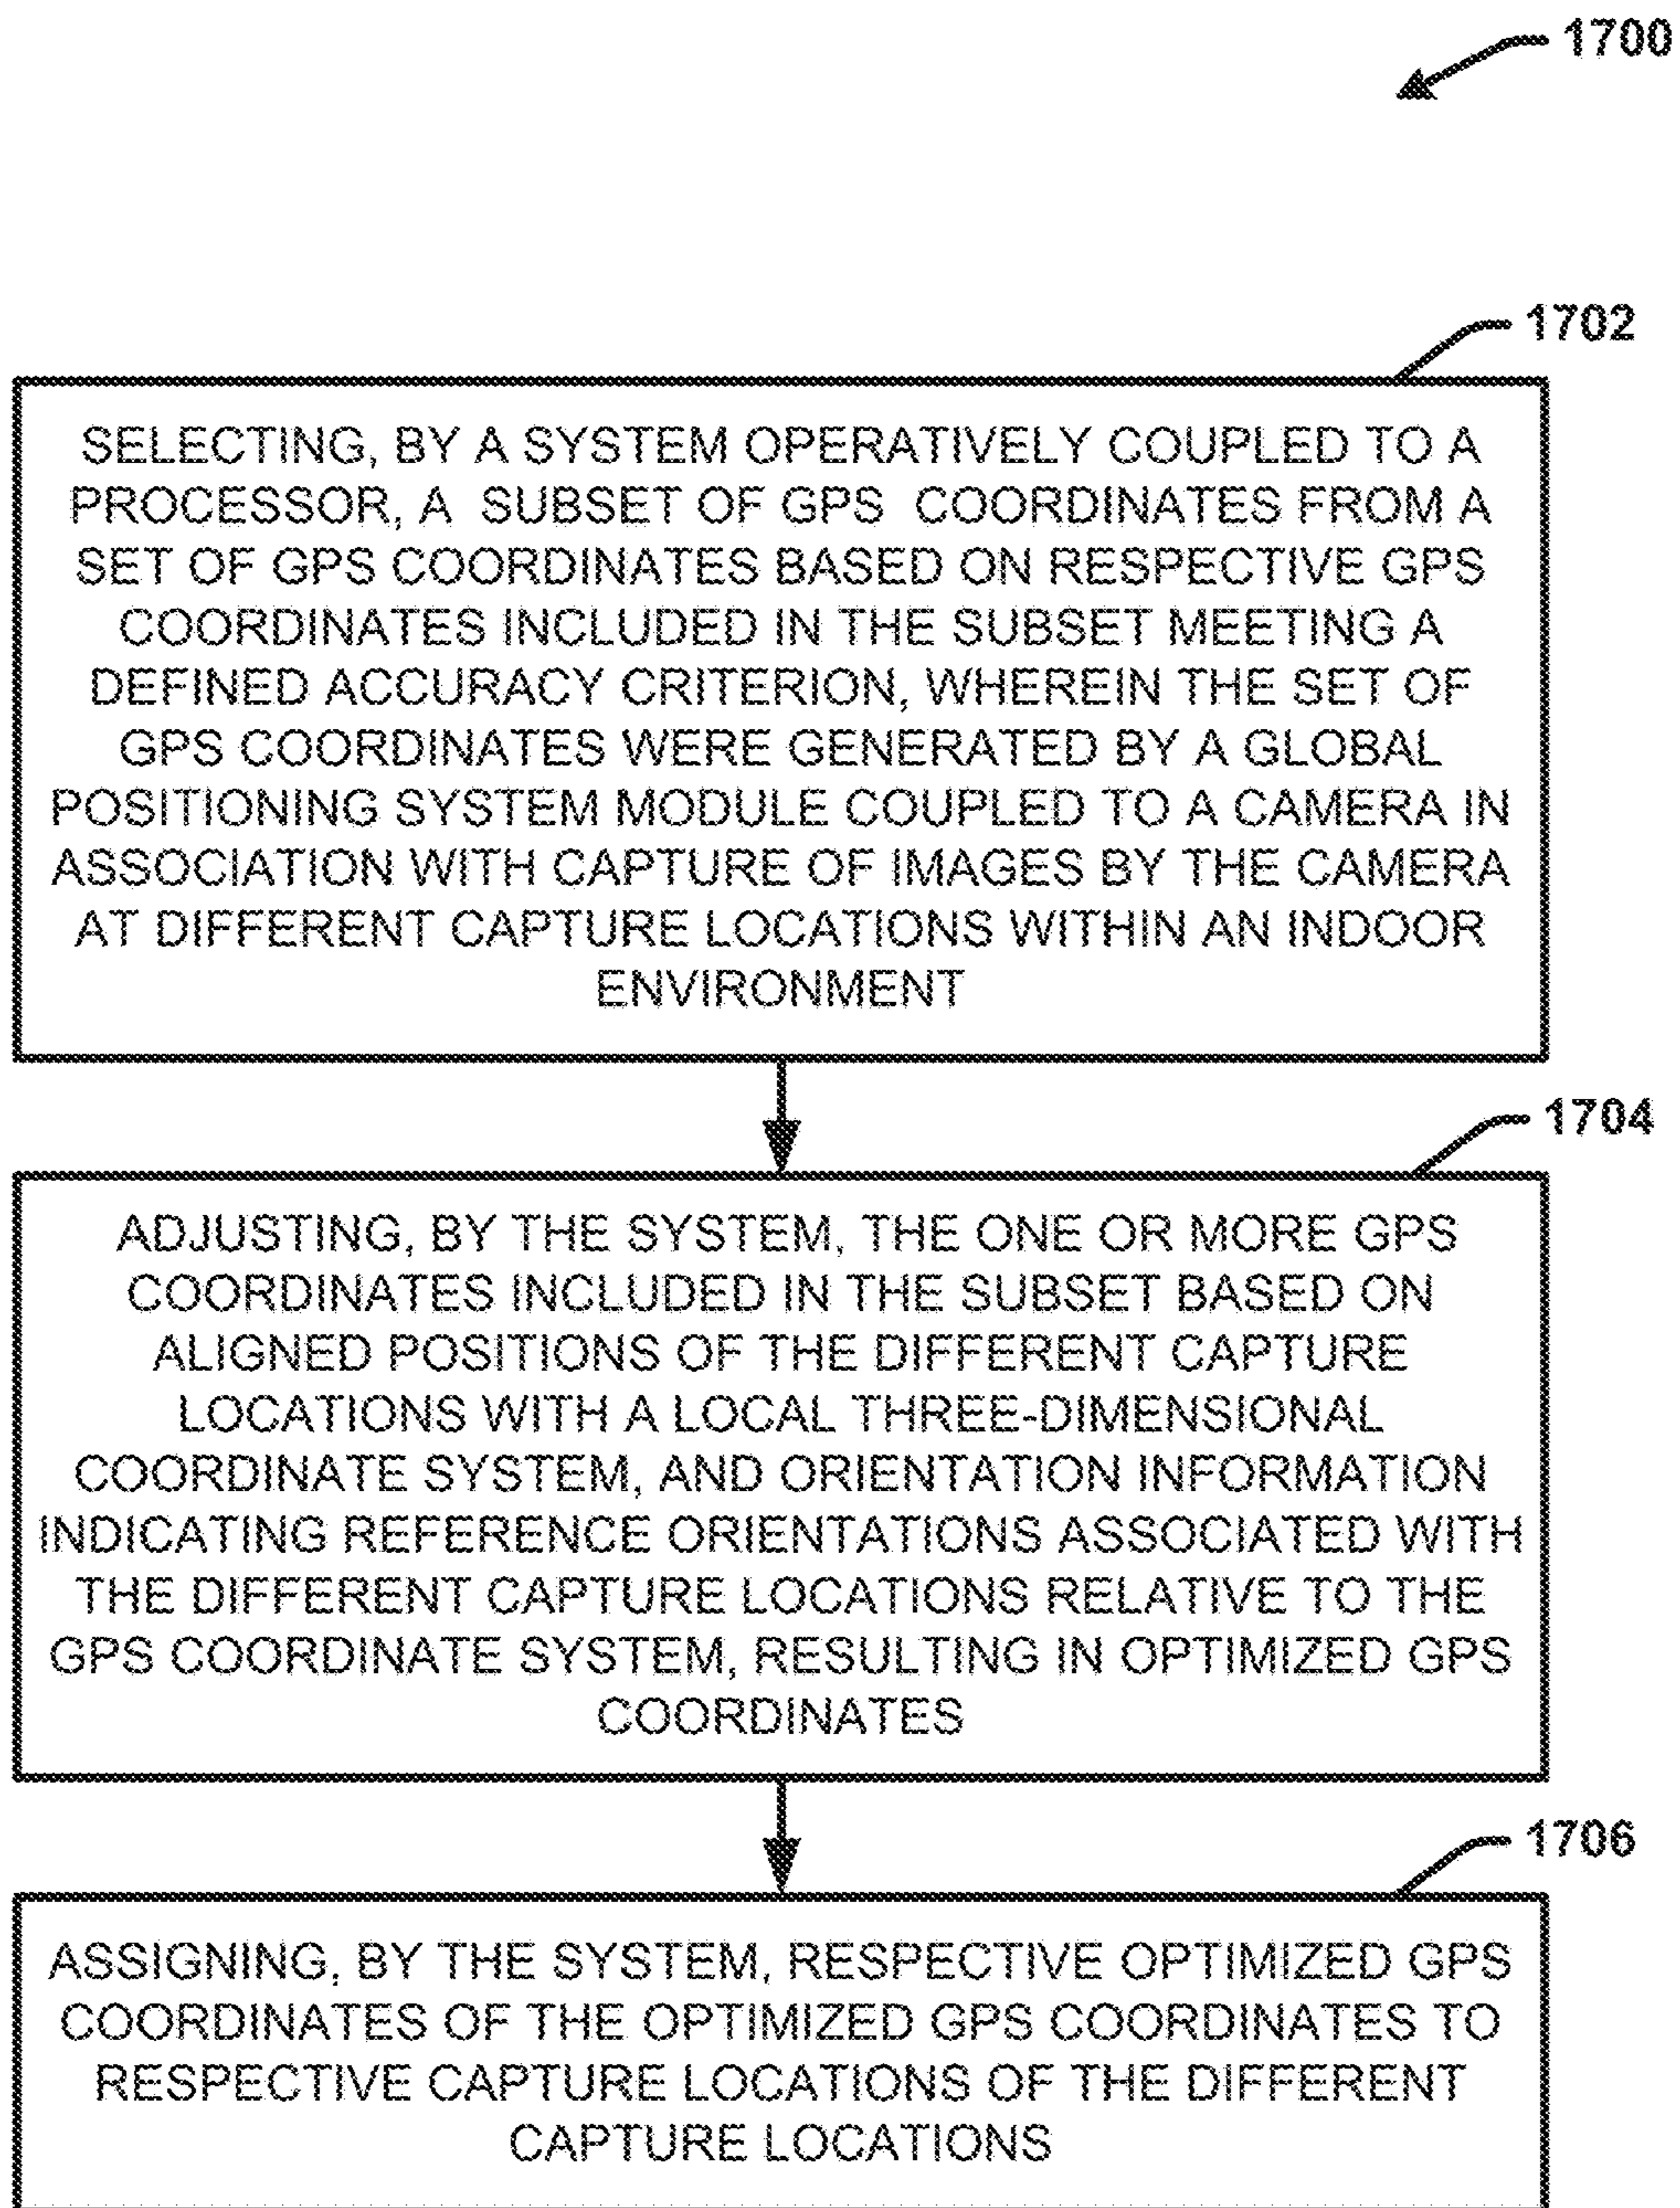 1700
1702
SELECTING, BY A SYSTEM OPERATIVELY COUPLED TO A
PROCESSOR, A SUBSET OF GPS COORDINATES FROM A
SET OF GPS COORDINATES BASED ON RESPECTIVE GPS
COORDINATES INCLUDED IN THE SUBSET MEETING A
DEFINED ACCURACY CRITERION, WHEREIN THE SET OF
GPS COORDINATES WERE GENERATED BY A GLOBAL
POSITIONING SYSTEM MODULE COUPLED TO A CAMERA IN
ASSOCIATION WITH CAPTURE OF IMAGES BY THE CAMERA
AT DIFFERENT CAPTURE LOCATIONS WITHIN AN INDOOR
ENVIRONMENT
1704
ADJUSTING, BY THE SYSTEM, THE ONE OR MORE GPS
COORDINATES INCLUDED IN THE SUBSET BASED ON
ALIGNED POSITIONS OF THE DIFFERENT CAPTURE
LOCATIONS WITH A LOCAL THREE-DIMENSIONAL
COORDINATE SYSTEM, AND ORIENTATION INFORMATION
INDICATING REFERENCE ORIENTATIONS ASSOCIATED WITH
THE DIFFERENT CAPTURE LOCATIONS RELATIVE TO THE
GPS COORDINATE SYSTEM, RESULTING IN OPTIMIZED GPS
COORDINATES
1706
ASSIGNING, BY THE SYSTEM, RESPECTIVE OPTIMIZED GPS
COORDINATES OF THE OPTIMIZED GPS COORDINATES TO
RESPECTIVE CAPTURE LOCATIONS OF THE DIFFERENT
CAPTURE LOCATIONS